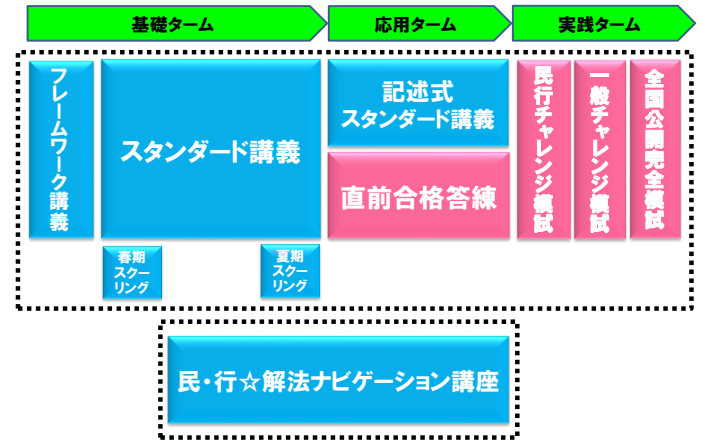 基礎ターム
応用ターム
実践ターム
フレームワーク講義
スタンダード講義
記述式
スタンダード講義
直前合格答練
民行チャレンジ模試
一般チャレンジ模試
全国公開完全模試
春期
スクー
リング
夏期
スクー
リング
民・行☆解法ナビゲーション講座